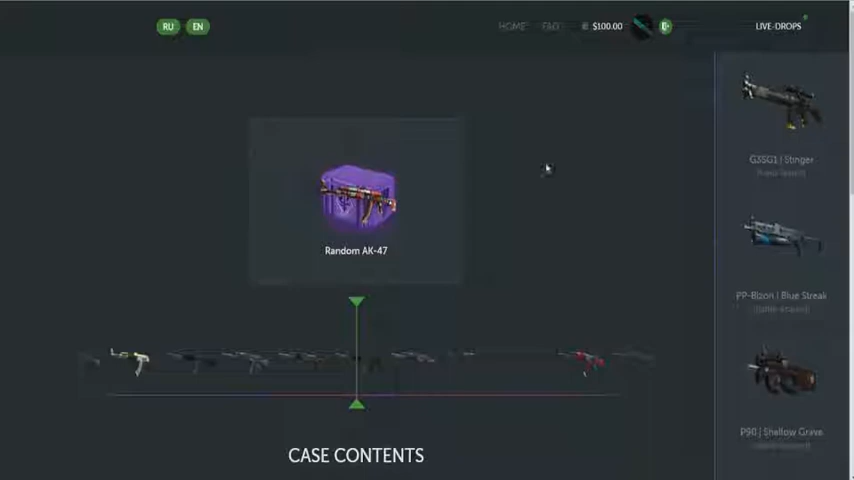 RU EN
HOME FAQ $100.00
LIVE-DROPS
G3SG1 | Stinger
Random AK-47
PP-Bizon | Blue Streak
P90 | Shallow Grave
CASE CONTENTS